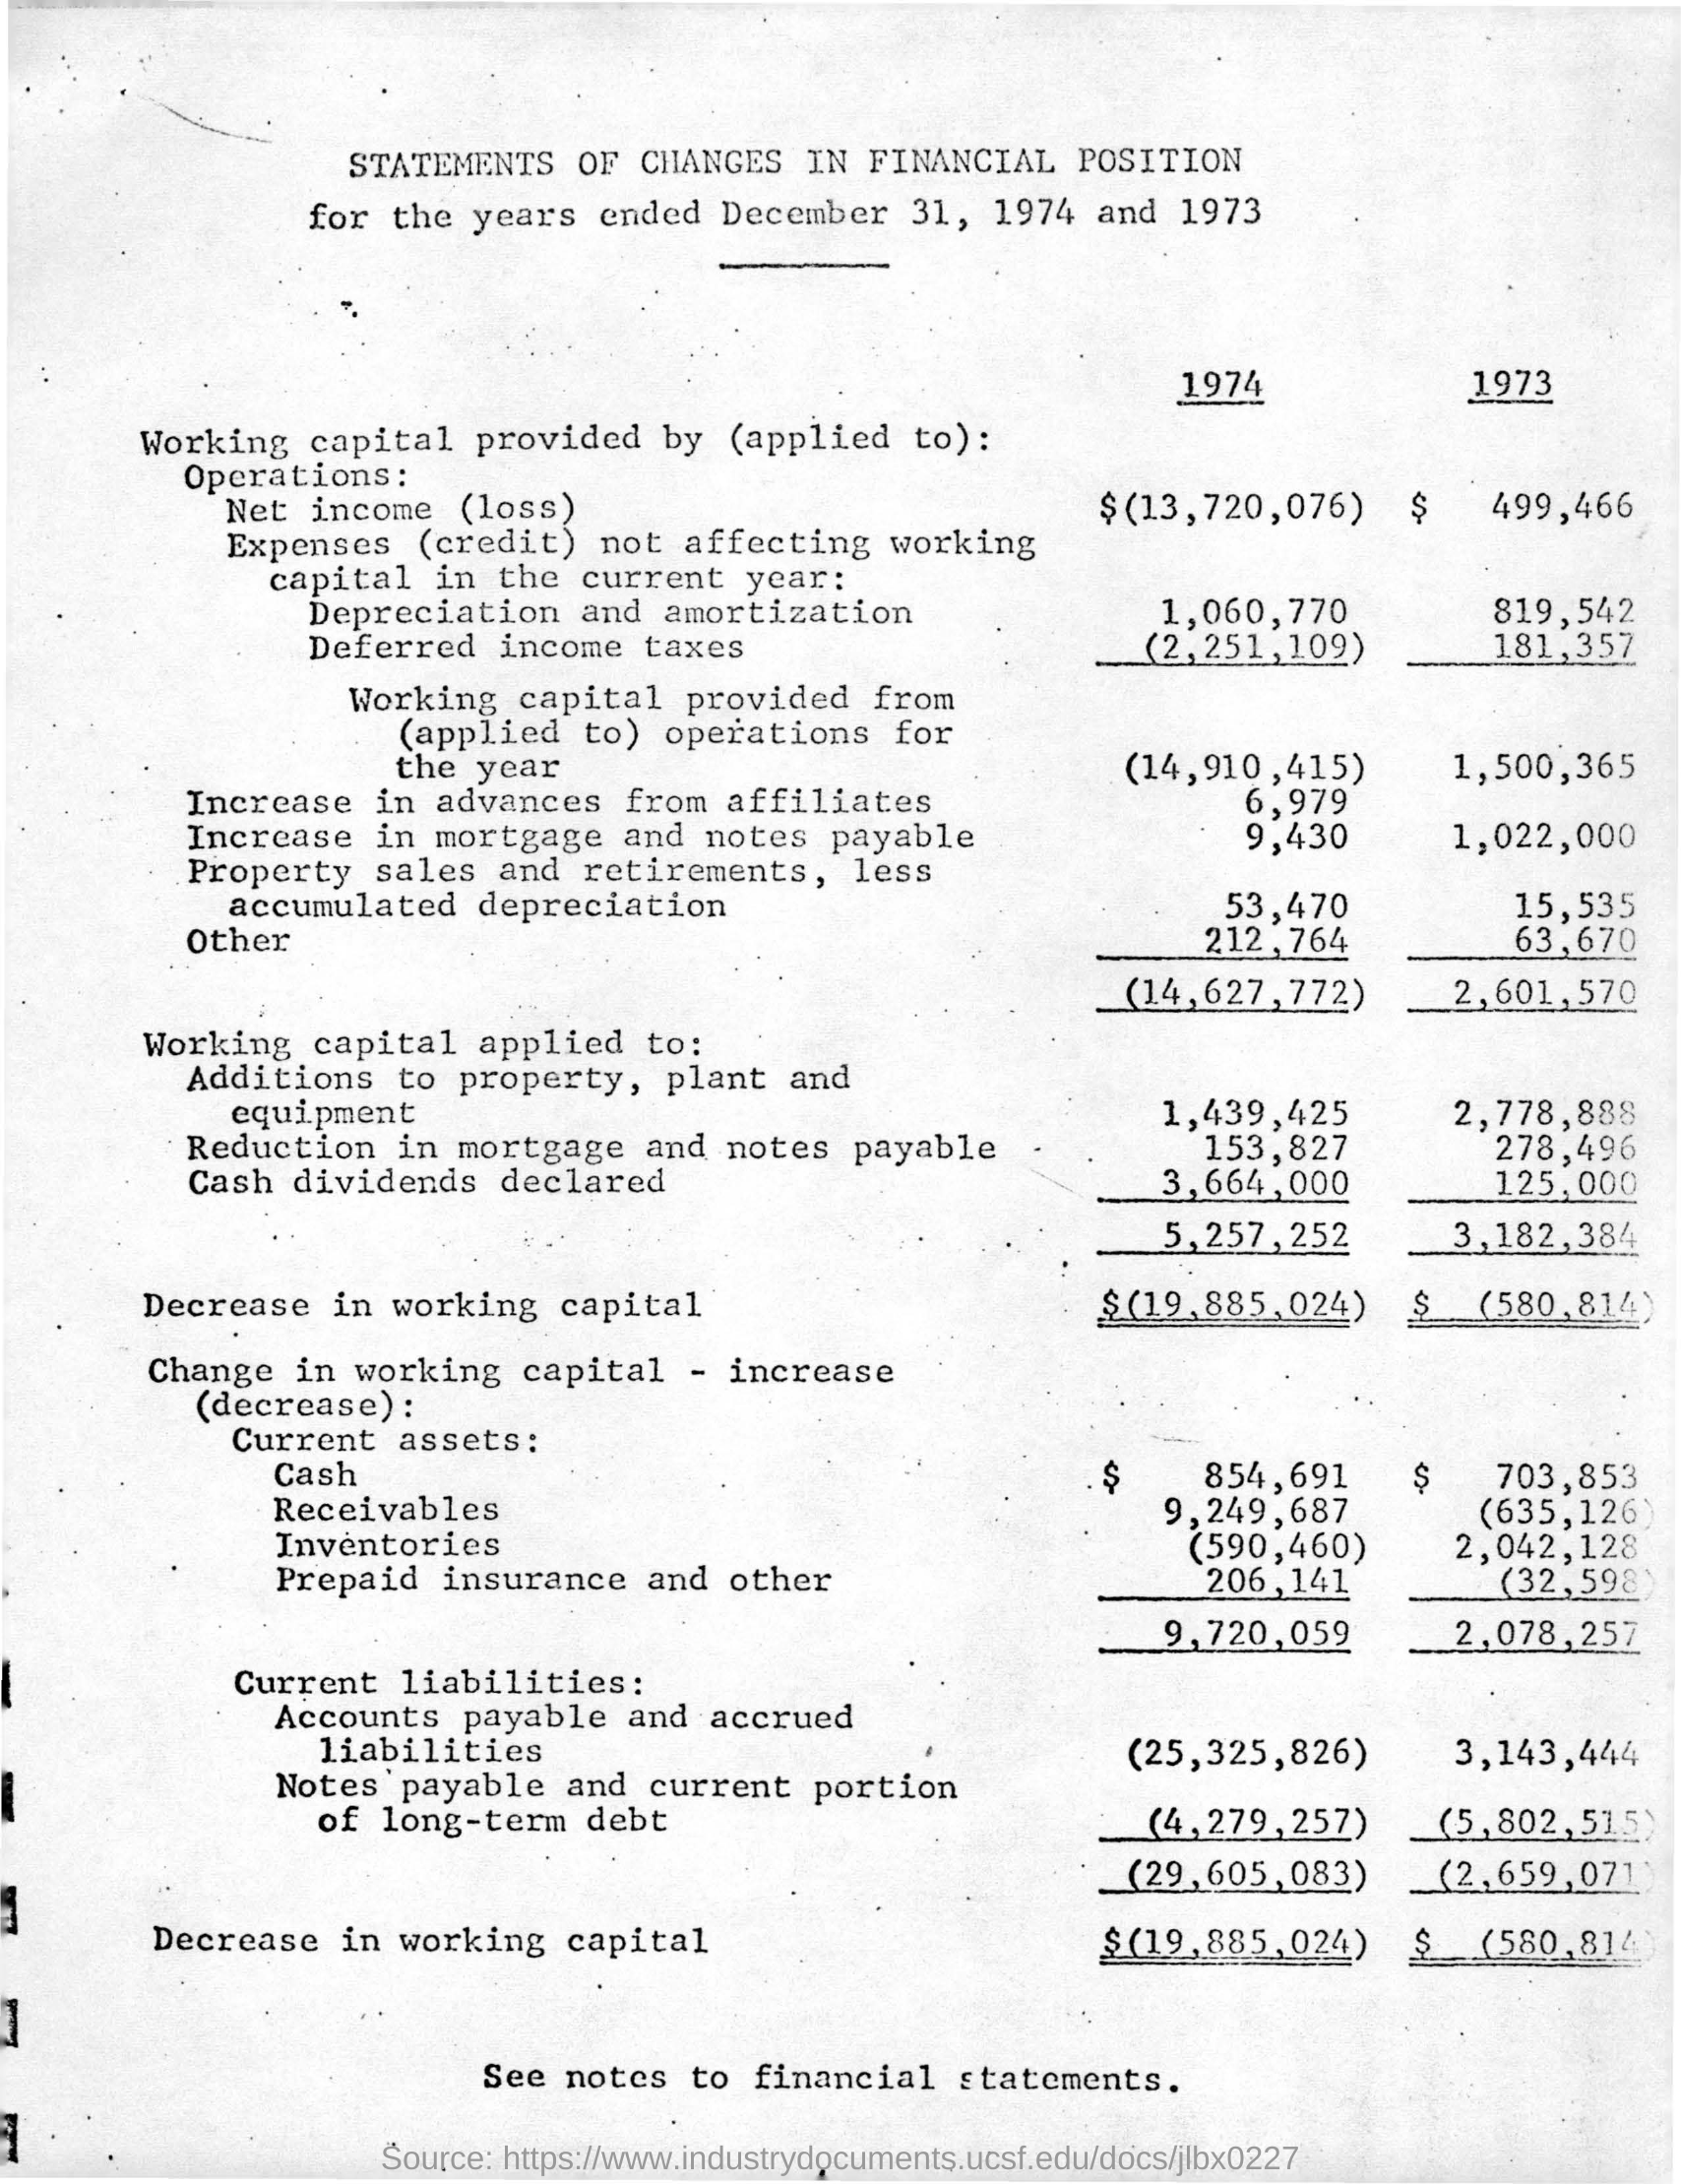 STATEMENTS OF CHANGES IN FINANCIAL POSITION
for the years ended December 31, 1974 and 1973
1974 1973
Working capital provided by (applied to):
Operations:
Net income (loss) $(13,720,076) $ 499,466
Expenses (credit) not affecting working
capital in the current year:
Depreciation and amortization 1,060,770 819,542
Deferred income taxes (2,251,109) 181,357
Working capital provided from
(applied to) operations for
the year (14,910,415) 1,500,365
Increase in advances from affiliates 6,979
Increase in mortgage and notes payable 9,430 1,022,000
Property sales and retirements, less
accumulated depreciation 53,470 15,535
Other 212,764 63,670
(14,627,772) 2,601,570
Working capital applied to:
Additions to property, plant and
equipment 1,439,425 2,778,888
Reduction in mortgage and notes payable 153,827 278,496
Cash dividends declared 3,664,000 125,000
5,257,252 3,182,384
Decrease in working capital $(19,885,024) $ (580,814)
Change in working capital - increase
(decrease):
Current assets:
Cash $ 854,691 $ 703,853
Receivables 9,249,687 (635,126)
Inventories (590,460) 2,042,128
Prepaid insurance and other 206,141 (32,598)
9,720,059 2,078,257
Current liabilities:
Accounts payable and accrued
liabilities (25,325,826) 3,143,444
Notes payable and current portion
of long-term debt (4,279,257) (5,802,515)
(29,605,083) (2,659,071)
Decrease in working capital $(19,885,024) $ (580,814)
See notes to financial statements.
Source: https://www.industrydocuments.ucsf.edu/docs/jlbx0227